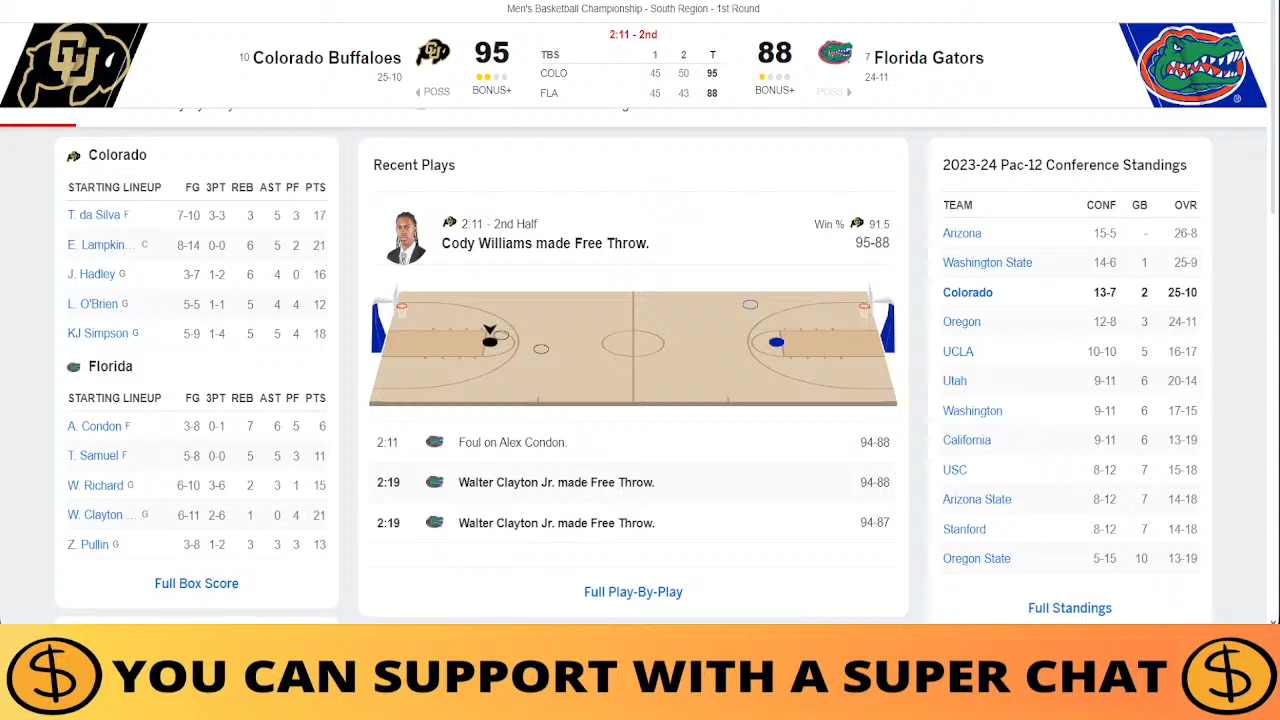 Men's Basketball Championship - South Region - 1st Round
10 Colorado Buffaloes
25-10
POSS
95
BONUS+
2:11 - 2nd
TBS 1 2 T
COLO 45 50 95
FLA 45 43 88
88
BONUS+
7 Florida Gators
24-11
POSS
Colorado
STARTING LINEUP FG 3PT REB AST PF PTS
T. da Silva F 7-10 3-3 3 5 3 17
E. Lampkin... C 8-14 0-0 6 5 2 21
J. Hadley G 3-7 1-2 6 4 0 16
L. O'Brien G 5-5 1-1 5 4 4 12
KJ Simpson G 5-9 1-4 5 5 4 18
Florida
STARTING LINEUP FG 3PT REB AST PF PTS
A. Condon F 3-8 0-1 7 6 5 6
T. Samuel F 5-8 0-0 5 5 3 11
W. Richard G 6-10 3-6 2 3 1 15
W. Clayton ... G 6-11 2-6 1 0 4 21
Z. Pullin G 3-8 1-2 3 3 3 13
Full Box Score
Recent Plays
2:11 - 2nd Half
Cody Williams made Free Throw.
Win % 91.5
95-88
2:11 Foul on Alex Condon. 94-88
2:19 Walter Clayton Jr. made Free Throw. 94-88
2:19 Walter Clayton Jr. made Free Throw. 94-87
Full Play-By-Play
2023-24 Pac-12 Conference Standings
TEAM CONF GB OVR
Arizona 15-5 - 26-8
Washington State 14-6 1 25-9
Colorado 13-7 2 25-10
Oregon 12-8 3 24-11
UCLA 10-10 5 16-17
Utah 9-11 6 20-14
Washington 9-11 6 17-15
California 9-11 6 13-19
USC 8-12 7 15-18
Arizona State 8-12 7 14-18
Stanford 8-12 7 14-18
Oregon State 5-15 10 13-19
Full Standings
YOU CAN SUPPORT WITH A SUPER CHAT